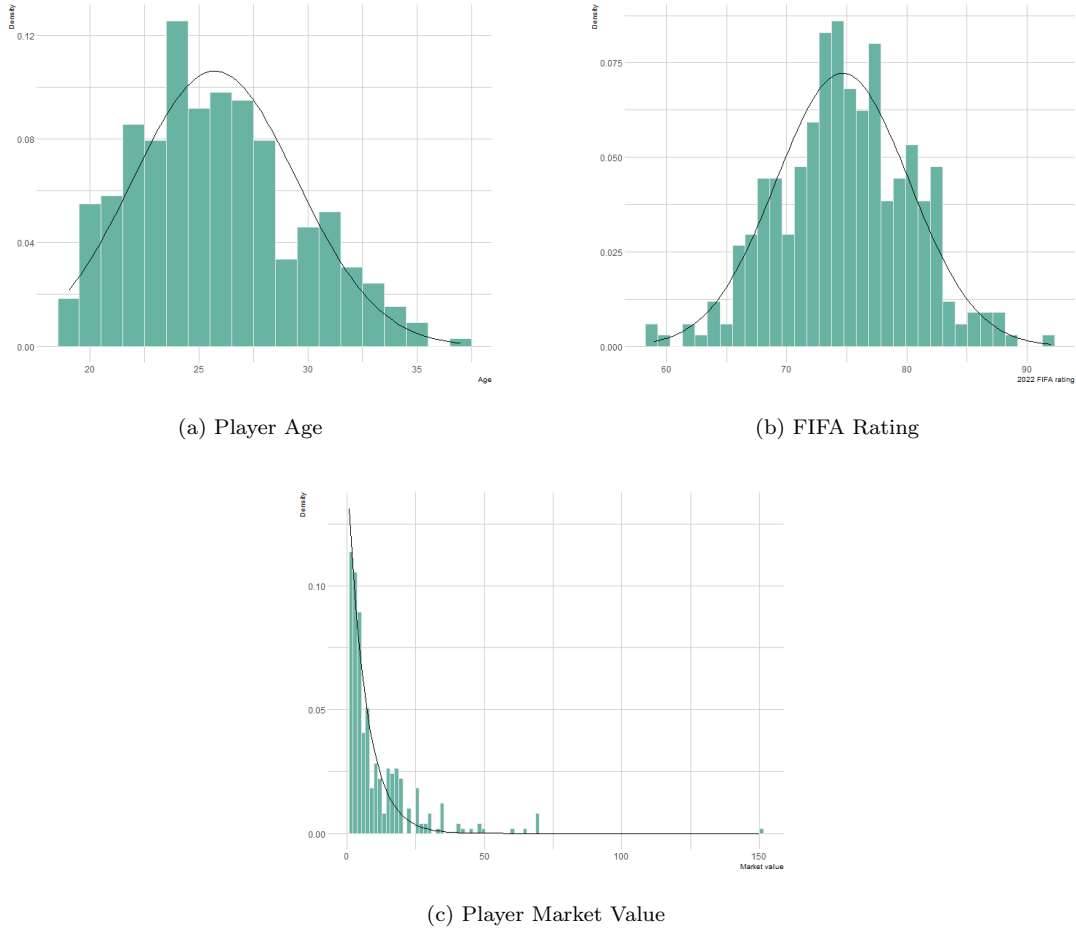 Density
0.12
0.08
0.04
0.00
20 25 30 35
Age
(a) Player Age
Density
0.075
0.050
0.025
0.000
60 70 80 90
2022 FIFA rating
(b) FIFA Rating
Density
0.10
0.05
0.00
0 50 100 150
Market value
(c) Player Market Value